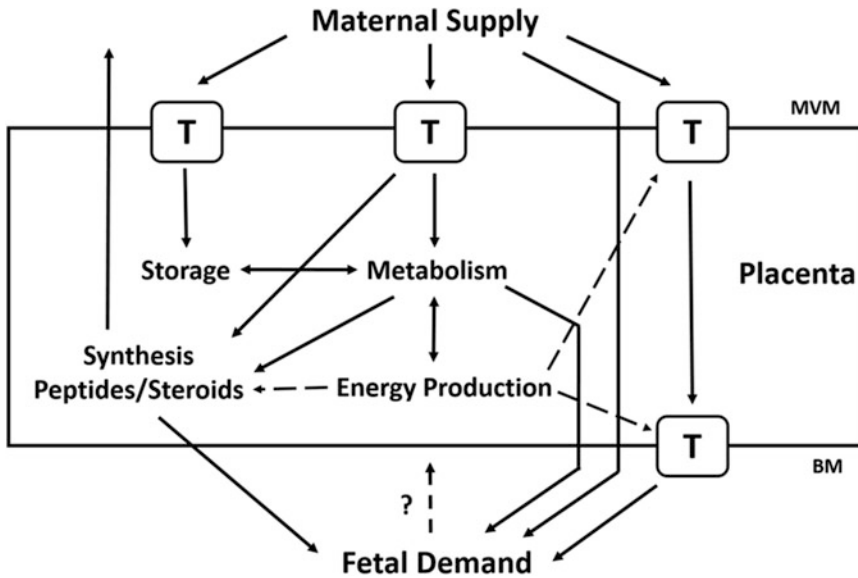 Maternal Supply
MVM
T
T
T
Storage
Metabolism
Placenta
Synthesis
Peptides/Steroids
Energy Production
T
BM
?
Fetal Demand